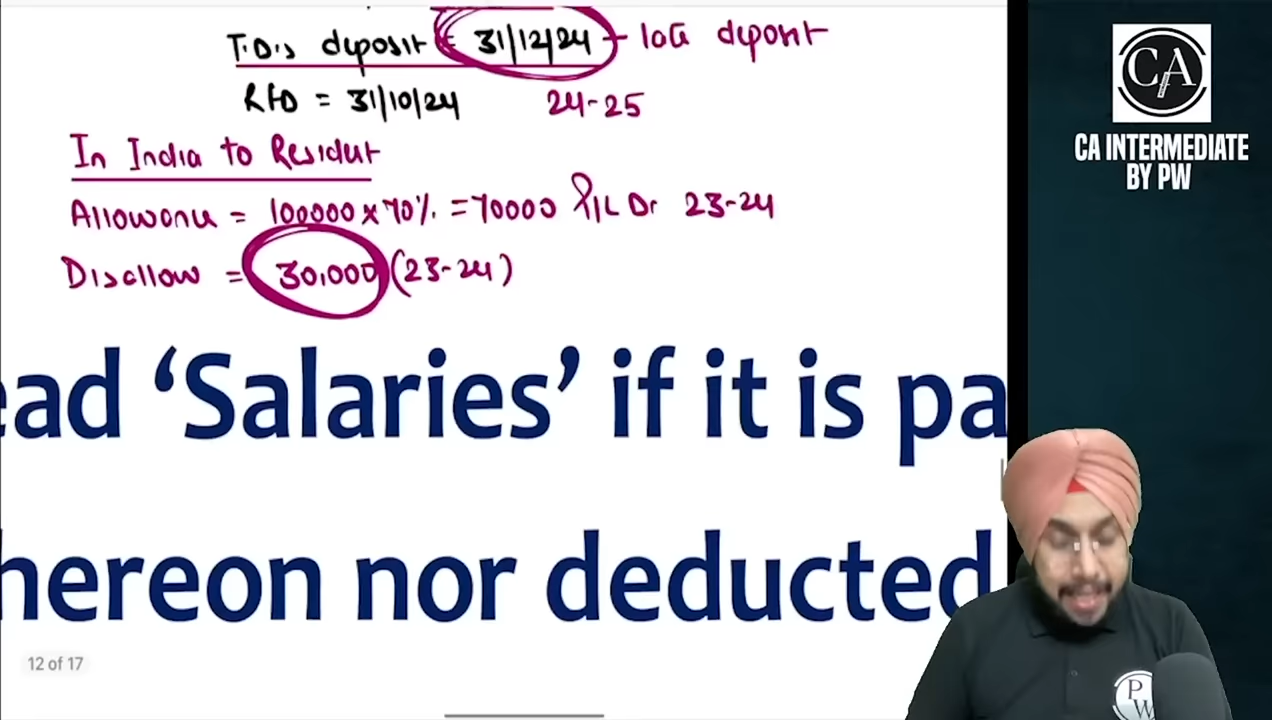 T.D.s deposit = 31/12/24 - late deposit
RFD = 31/10/24 24-25
In India to Resident
Allowance = 100000 x 70% = 70000 P/L Dr 23-24
Disallow = 30,000 (23-24)
ead ‘Salaries’ if it is pa
hereon nor deducted
12 of 17
CA
CA INTERMEDIATE
BY PW
P
W